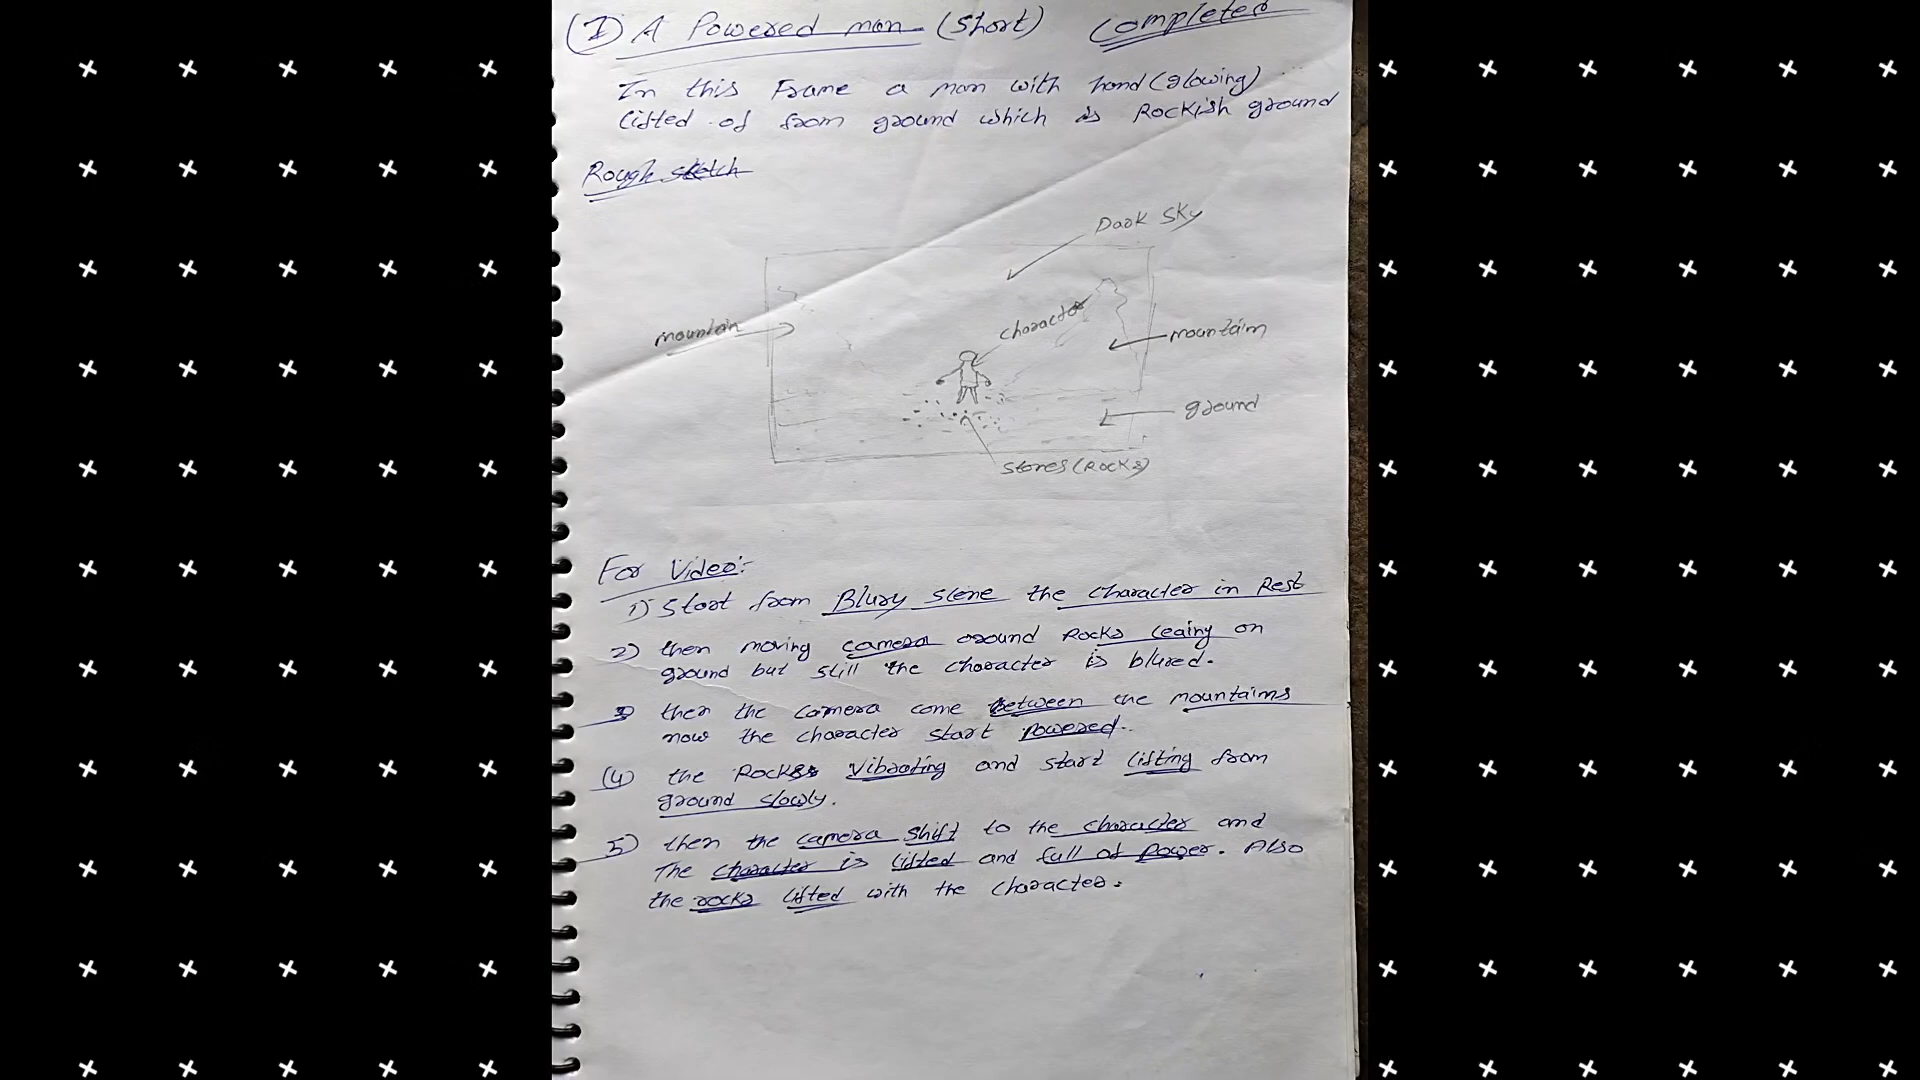 (I) A Powered man (Short) Completed
In this Frame a man with hand (glowing)
lifted of from ground which is Rockish ground
Rough sketch
Dark Sky
character
mountain
mountaim
ground
stones (Rocks)
For Video:-
1) Start from Blury scene the character in Rest
2) then moving camera around Rocks leaing on
ground but still the character is blured.
3) then the camera come between the mountaims
now the character start powered.
(4) the Rocks Vibrating and start lifting from
ground slowly.
5) then the camera shift to the character and
The character is lifted and full of power. Also
the rocks lifted with the character.